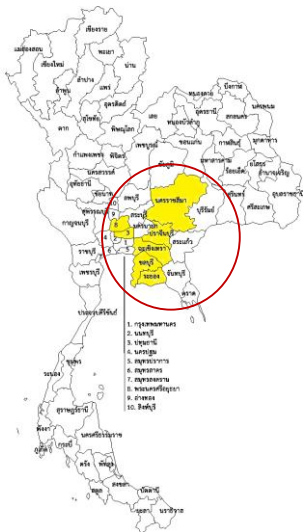 เชียงราย
แม่ฮ่องสอน
พะเยา
เชียงใหม่
น่าน
ลำปาง
ลำพูน
แพร่
อุตรดิตถ์
สุโขทัย
ตาก
พิษณุโลก
กำแพงเพชร
พิจิตร
เพชรบูรณ์
เลย
หนองคาย
บึงกาฬ
อุดรธานี
นครพนม
สกลนคร
หนองบัวลำภู
ขอนแก่น
กาฬสินธุ์
มุกดาหาร
มหาสารคาม
ร้อยเอ็ด
ยโสธร
อำนาจเจริญ
ชัยภูมิ
นครสวรรค์
อุทัยธานี
ชัยนาท
ลพบุรี
นครราชสีมา
บุรีรัมย์
สุรินทร์
ศรีสะเกษ
อุบลราชธานี
สุพรรณบุรี
สระบุรี
นครนายก
กาญจนบุรี
ปราจีนบุรี
สระแก้ว
ราชบุรี
ฉะเชิงเทรา
เพชรบุรี
ชลบุรี
ระยอง
จันทบุรี
ตราด
ประจวบคีรีขันธ์
1. กรุงเทพมหานคร
2. นนทบุรี
3. ปทุมธานี
4. นครปฐม
5. สมุทรปราการ
6. สมุทรสาคร
7. สมุทรสงคราม
8. พระนครศรีอยุธยา
9. อ่างทอง
10. สิงห์บุรี
ชุมพร
ระนอง
สุราษฎร์ธานี
พังงา
นครศรีธรรมราช
กระบี่
ภูเก็ต
ตรัง
พัทลุง
สตูล
สงขลา
ปัตตานี
ยะลา
นราธิวาส